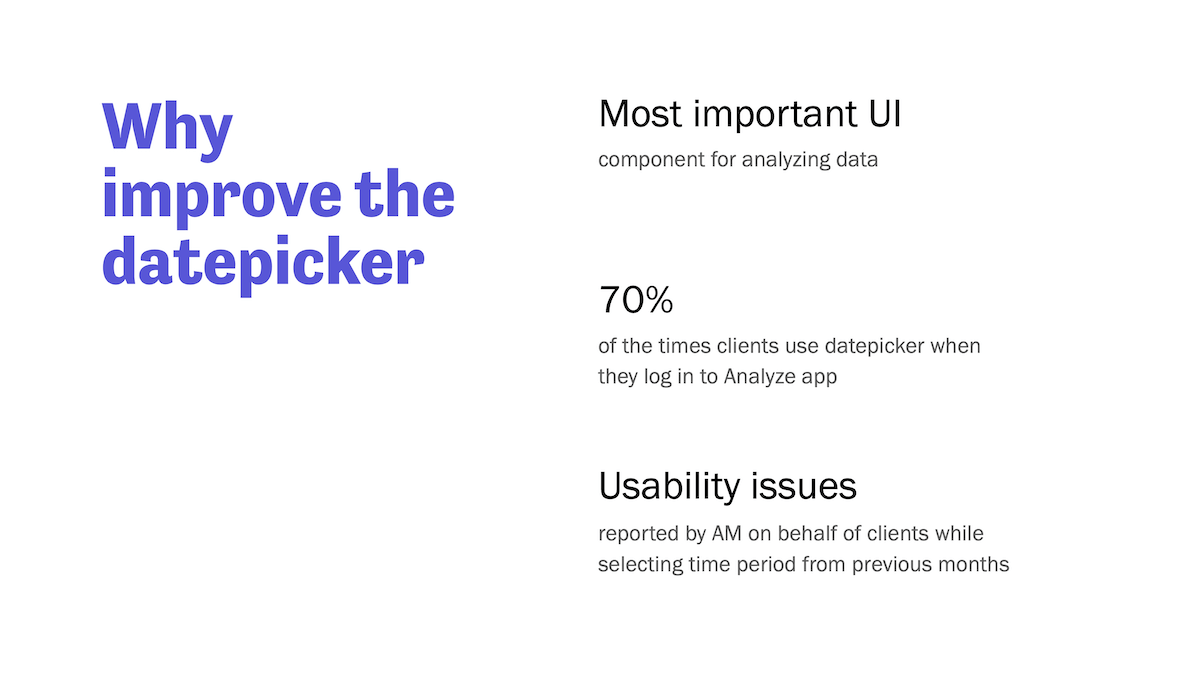 Why
improve the
datepicker
Most important UI
component for analyzing data
70%
of the times clients use datepicker when
they log in to Analyze app
Usability issues
reported by AM on behalf of clients while
selecting time period from previous months